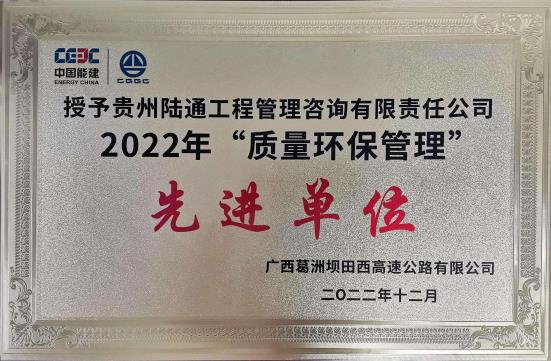 CEEC
中国能建
ENERGY CHINA
CGGC
授予贵州陆通工程管理咨询有限责任公司
2022年“质量环保管理”
先进单位
广西葛洲坝田西高速公路有限公司
二〇二二年十二月